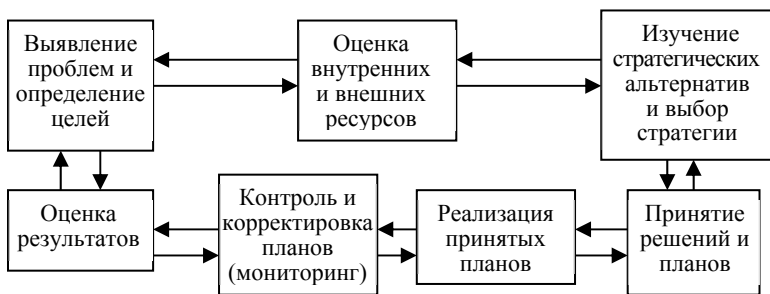 Выявление
проблем и
определение
целей
Оценка
внутренних
и внешних
ресурсов
Изучение
стратегических
альтернатив
и выбор
стратегии
Оценка
результатов
Контроль и
корректировка
планов
(мониторинг)
Реализация
принятых
планов
Принятие
решений и
планов